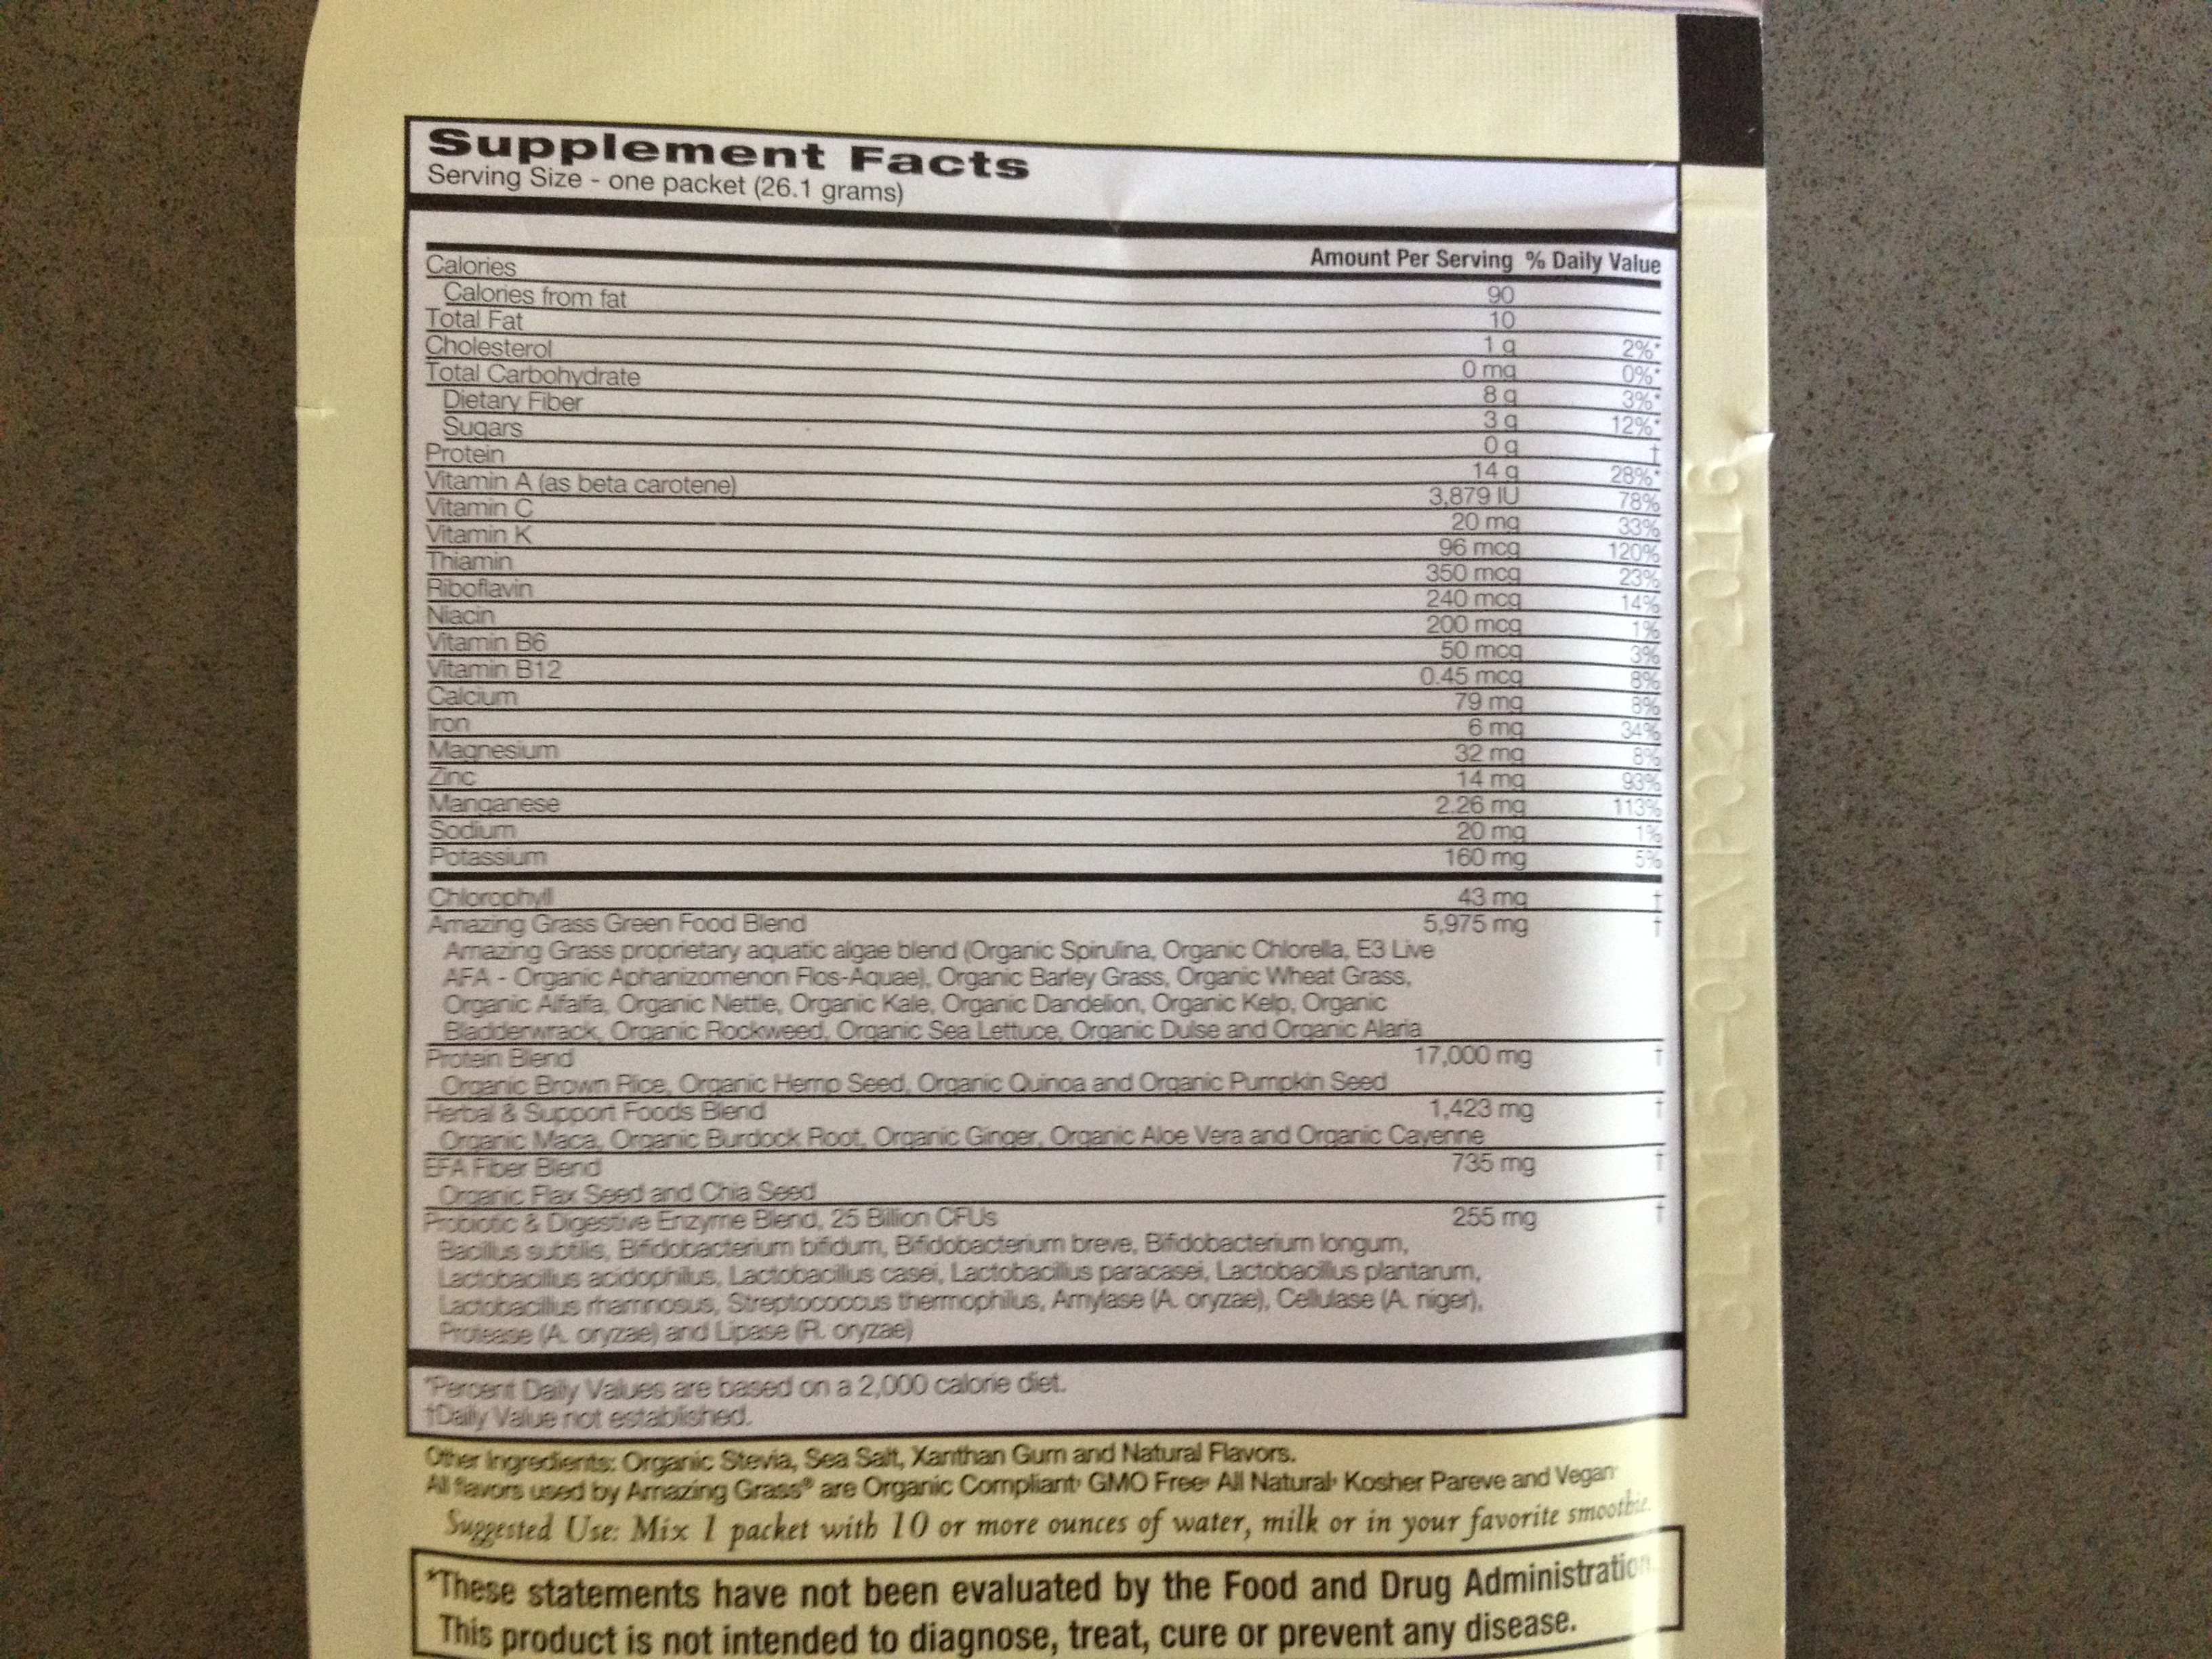 Supplement Facts
Serving Size - one packet (26.1 grams)
Amount Per Serving % Daily Value
Calories 90
Calories from fat 10
Total Fat 1 g 2%*
Cholesterol 0 mg 0%*
Total Carbohydrate 8 g 3%*
Dietary Fiber 3 g 12%*
Sugars 0 g †
Protein 14 g 28%*
Vitamin A (as beta carotene) 3,879 IU 78%
Vitamin C 20 mg 33%
Vitamin K 96 mcg 120%
Thiamin 350 mcg 23%
Riboflavin 240 mcg 14%
Niacin 200 mcg 1%
Vitamin B6 50 mcg 3%
Vitamin B12 0.45 mcg 8%
Calcium 79 mg 8%
Iron 6 mg 34%
Magnesium 32 mg 8%
Zinc 14 mg 93%
Manganese 2.26 mg 113%
Sodium 20 mg 1%
Potassium 160 mg 5%
Chlorophyll 43 mg †
Amazing Grass Green Food Blend 5,975 mg †
Amazing Grass proprietary aquatic algae blend (Organic Spirulina, Organic Chlorella, E3 Live
AFA - Organic Aphanizomenon Flos-Aquae), Organic Barley Grass, Organic Wheat Grass,
Organic Alfalfa, Organic Nettle, Organic Kale, Organic Dandelion, Organic Kelp, Organic
Bladderwrack, Organic Rockweed, Organic Sea Lettuce, Organic Dulse and Organic Alaria
Protein Blend 17,000 mg †
Organic Brown Rice, Organic Hemp Seed, Organic Quinoa and Organic Pumpkin Seed
Herbal & Support Foods Blend 1,423 mg †
Organic Maca, Organic Burdock Root, Organic Ginger, Organic Aloe Vera and Organic Cayenne
EFA Fiber Blend 735 mg †
Organic Flax Seed and Chia Seed
Probiotic & Digestive Enzyme Blend, 25 Billion CFUs 255 mg †
Bacillus subtilis, Bifidobacterium bifidum, Bifidobacterium breve, Bifidobacterium longum,
Lactobacillus acidophilus, Lactobacillus casei, Lactobacillus paracasei, Lactobacillus plantarum,
Lactobacillus rhamnosus, Streptococcus thermophilus, Amylase (A. oryzae), Cellulase (A. niger),
Protease (A. oryzae) and Lipase (R. oryzae)
*Percent Daily Values are based on a 2,000 calorie diet.
†Daily Value not established.
Other Ingredients: Organic Stevia, Sea Salt, Xanthan Gum and Natural Flavors.
All flavors used by Amazing Grass® are Organic Compliant· GMO Free· All Natural· Kosher Pareve and Vegan·
Suggested Use: Mix 1 packet with 10 or more ounces of water, milk or in your favorite smoothie.
*These statements have not been evaluated by the Food and Drug Administration.
This product is not intended to diagnose, treat, cure or prevent any disease.